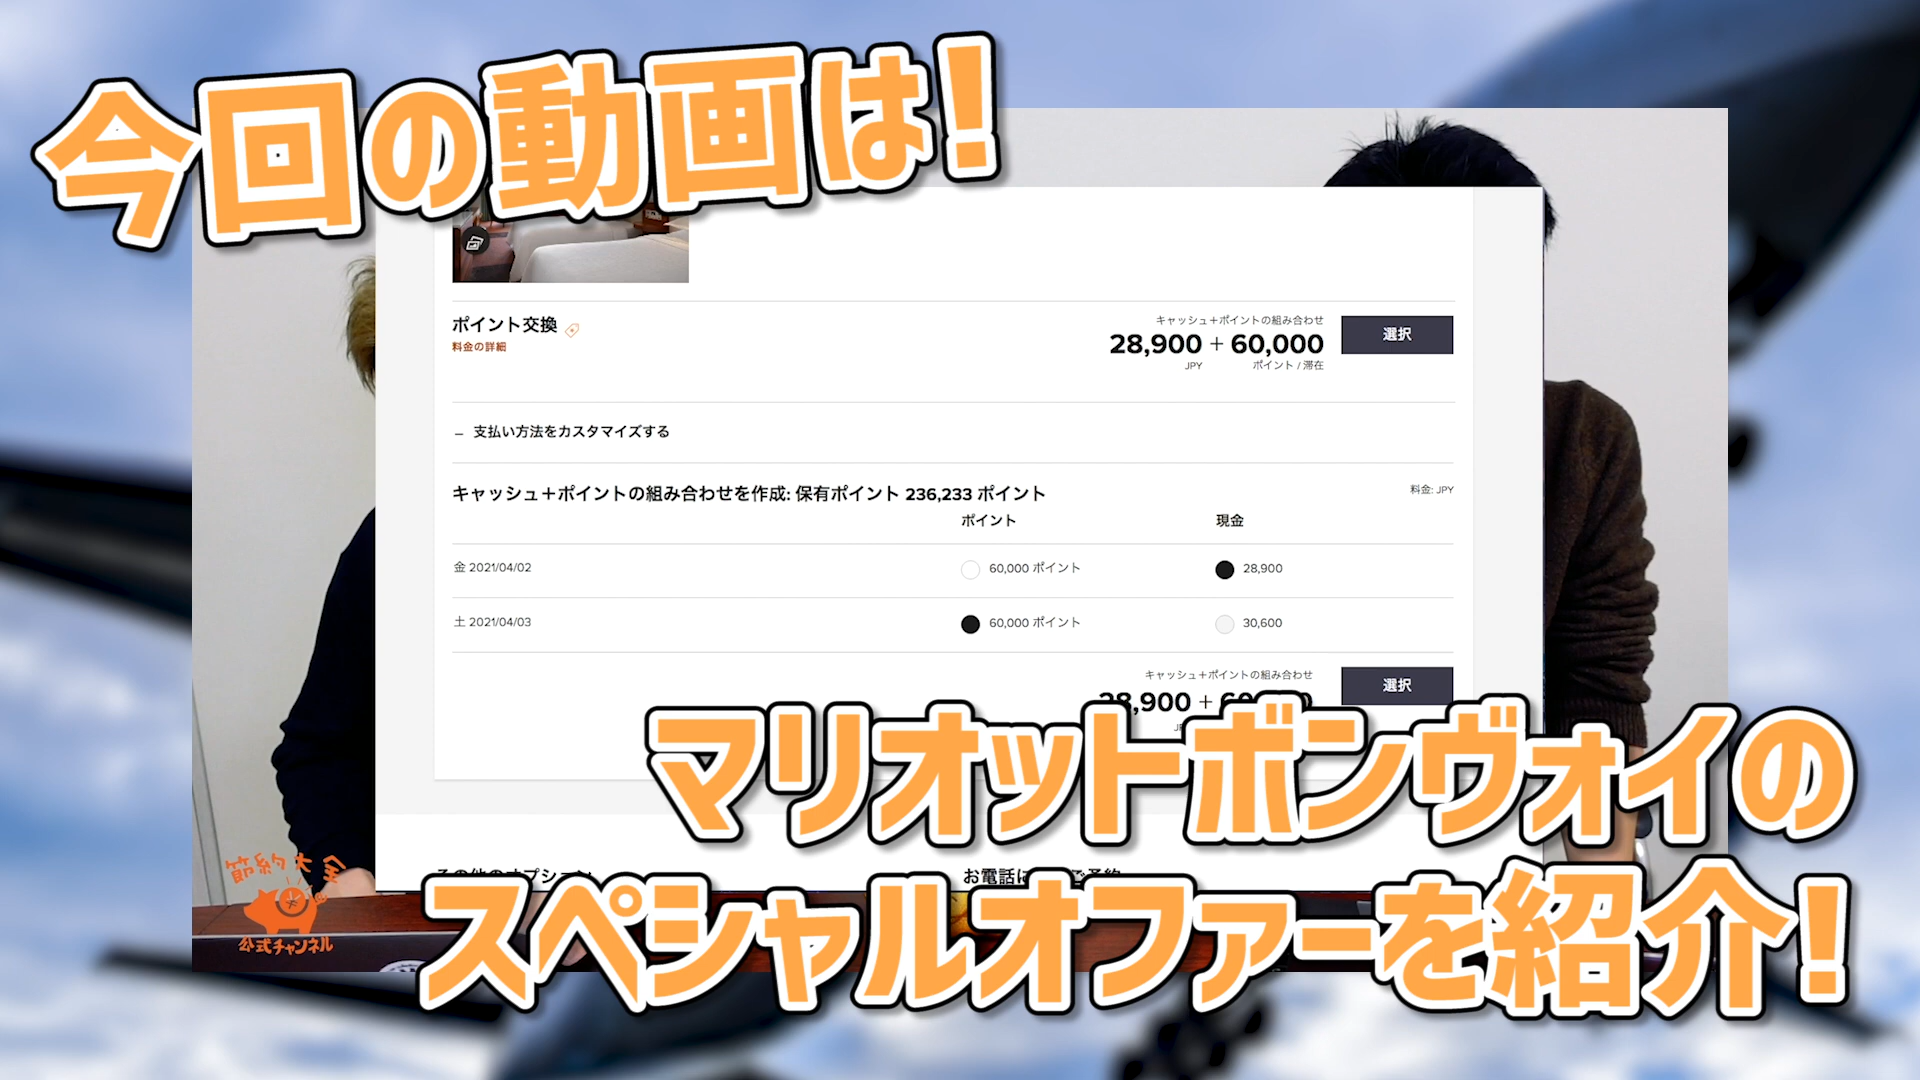 今回の動画は!
ポイント交換
料金の詳細
キャッシュ+ポイントの組み合わせ
28,900 + 60,000
JPY ポイント / 滞在
選択
– 支払い方法をカスタマイズする
キャッシュ+ポイントの組み合わせを作成: 保有ポイント 236,233 ポイント
料金: JPY
ポイント 現金
金 2021/04/02 60,000 ポイント 28,900
土 2021/04/03 60,000 ポイント 30,600
キャッシュ+ポイントの組み合わせ
28,900 +
選択
マリオットボンヴォイの
スペシャルオファーを紹介!
節約大全
公式チャンネル